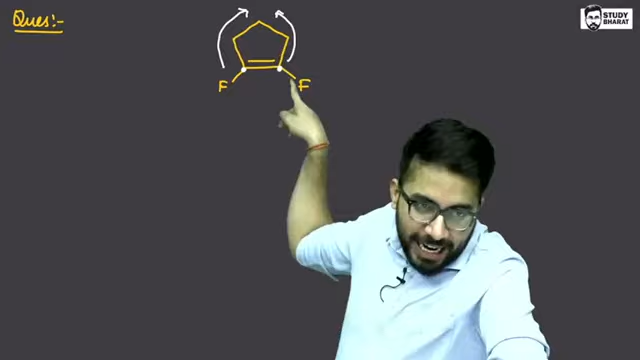 Ques:-
STUDY
BHARAT
F
F